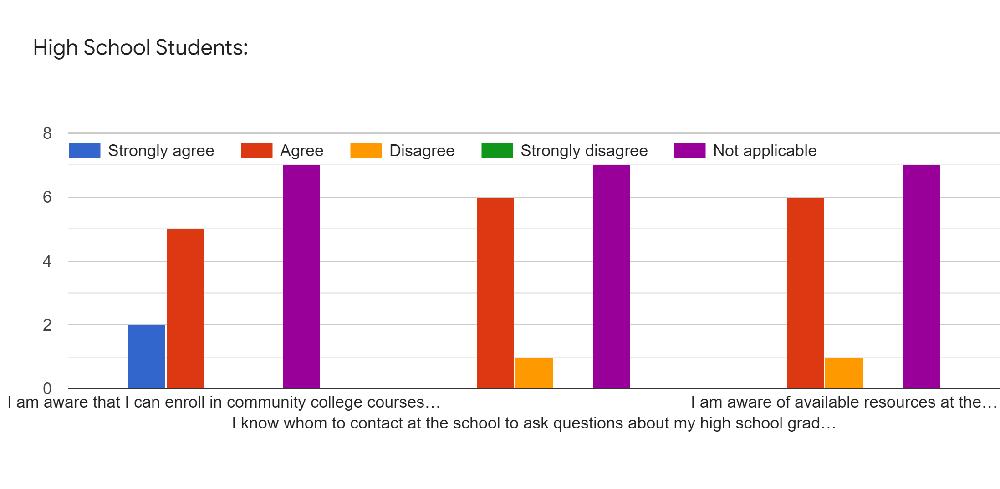 High School Students:
8
Strongly agree Agree Disagree Strongly disagree Not applicable
6
4
2
0
I am aware that I can enroll in community college courses… I am aware of available resources at the…
I know whom to contact at the school to ask questions about my high school grad…